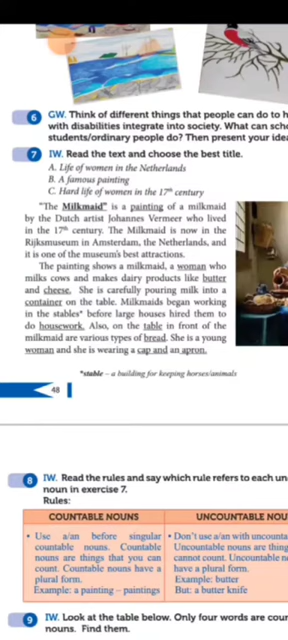 6 GW. Think of different things that people can do to h
with disabilities integrate into society. What can sch
students/ordinary people do? Then present your idea
7 IW. Read the text and choose the best title.
A. Life of women in the Netherlands
B. A famous painting
C. Hard life of women in the 17th century
"The Milkmaid" is a painting of a milkmaid
by the Dutch artist Johannes Vermeer who lived
in the 17th century. The Milkmaid is now in the
Rijksmuseum in Amsterdam, the Netherlands, and
it is one of the museum's best attractions.
The painting shows a milkmaid, a woman who
milks cows and makes dairy products like butter
and cheese. She is carefully pouring milk into a
container on the table. Milkmaids began working
in the stables* before large houses hired them to
do housework. Also, on the table in front of the
milkmaid are various types of bread. She is a young
woman and she is wearing a cap and an apron.
*stable – a building for keeping horses/animals
48
8 IW. Read the rules and say which rule refers to each un
noun in exercise 7.
Rules:
COUNTABLE NOUNS UNCOUNTABLE NOU
• Use a/an before singular
countable nouns. Countable
nouns are things that you can
count. Countable nouns have a
plural form.
Example: a painting – paintings
• Don't use a/an with uncounta
Uncountable nouns are thing
cannot count. Uncountable n
have a plural form.
Example: butter
But: a butter knife
9 IW. Look at the table below. Only four words are coun
nouns. Find them.